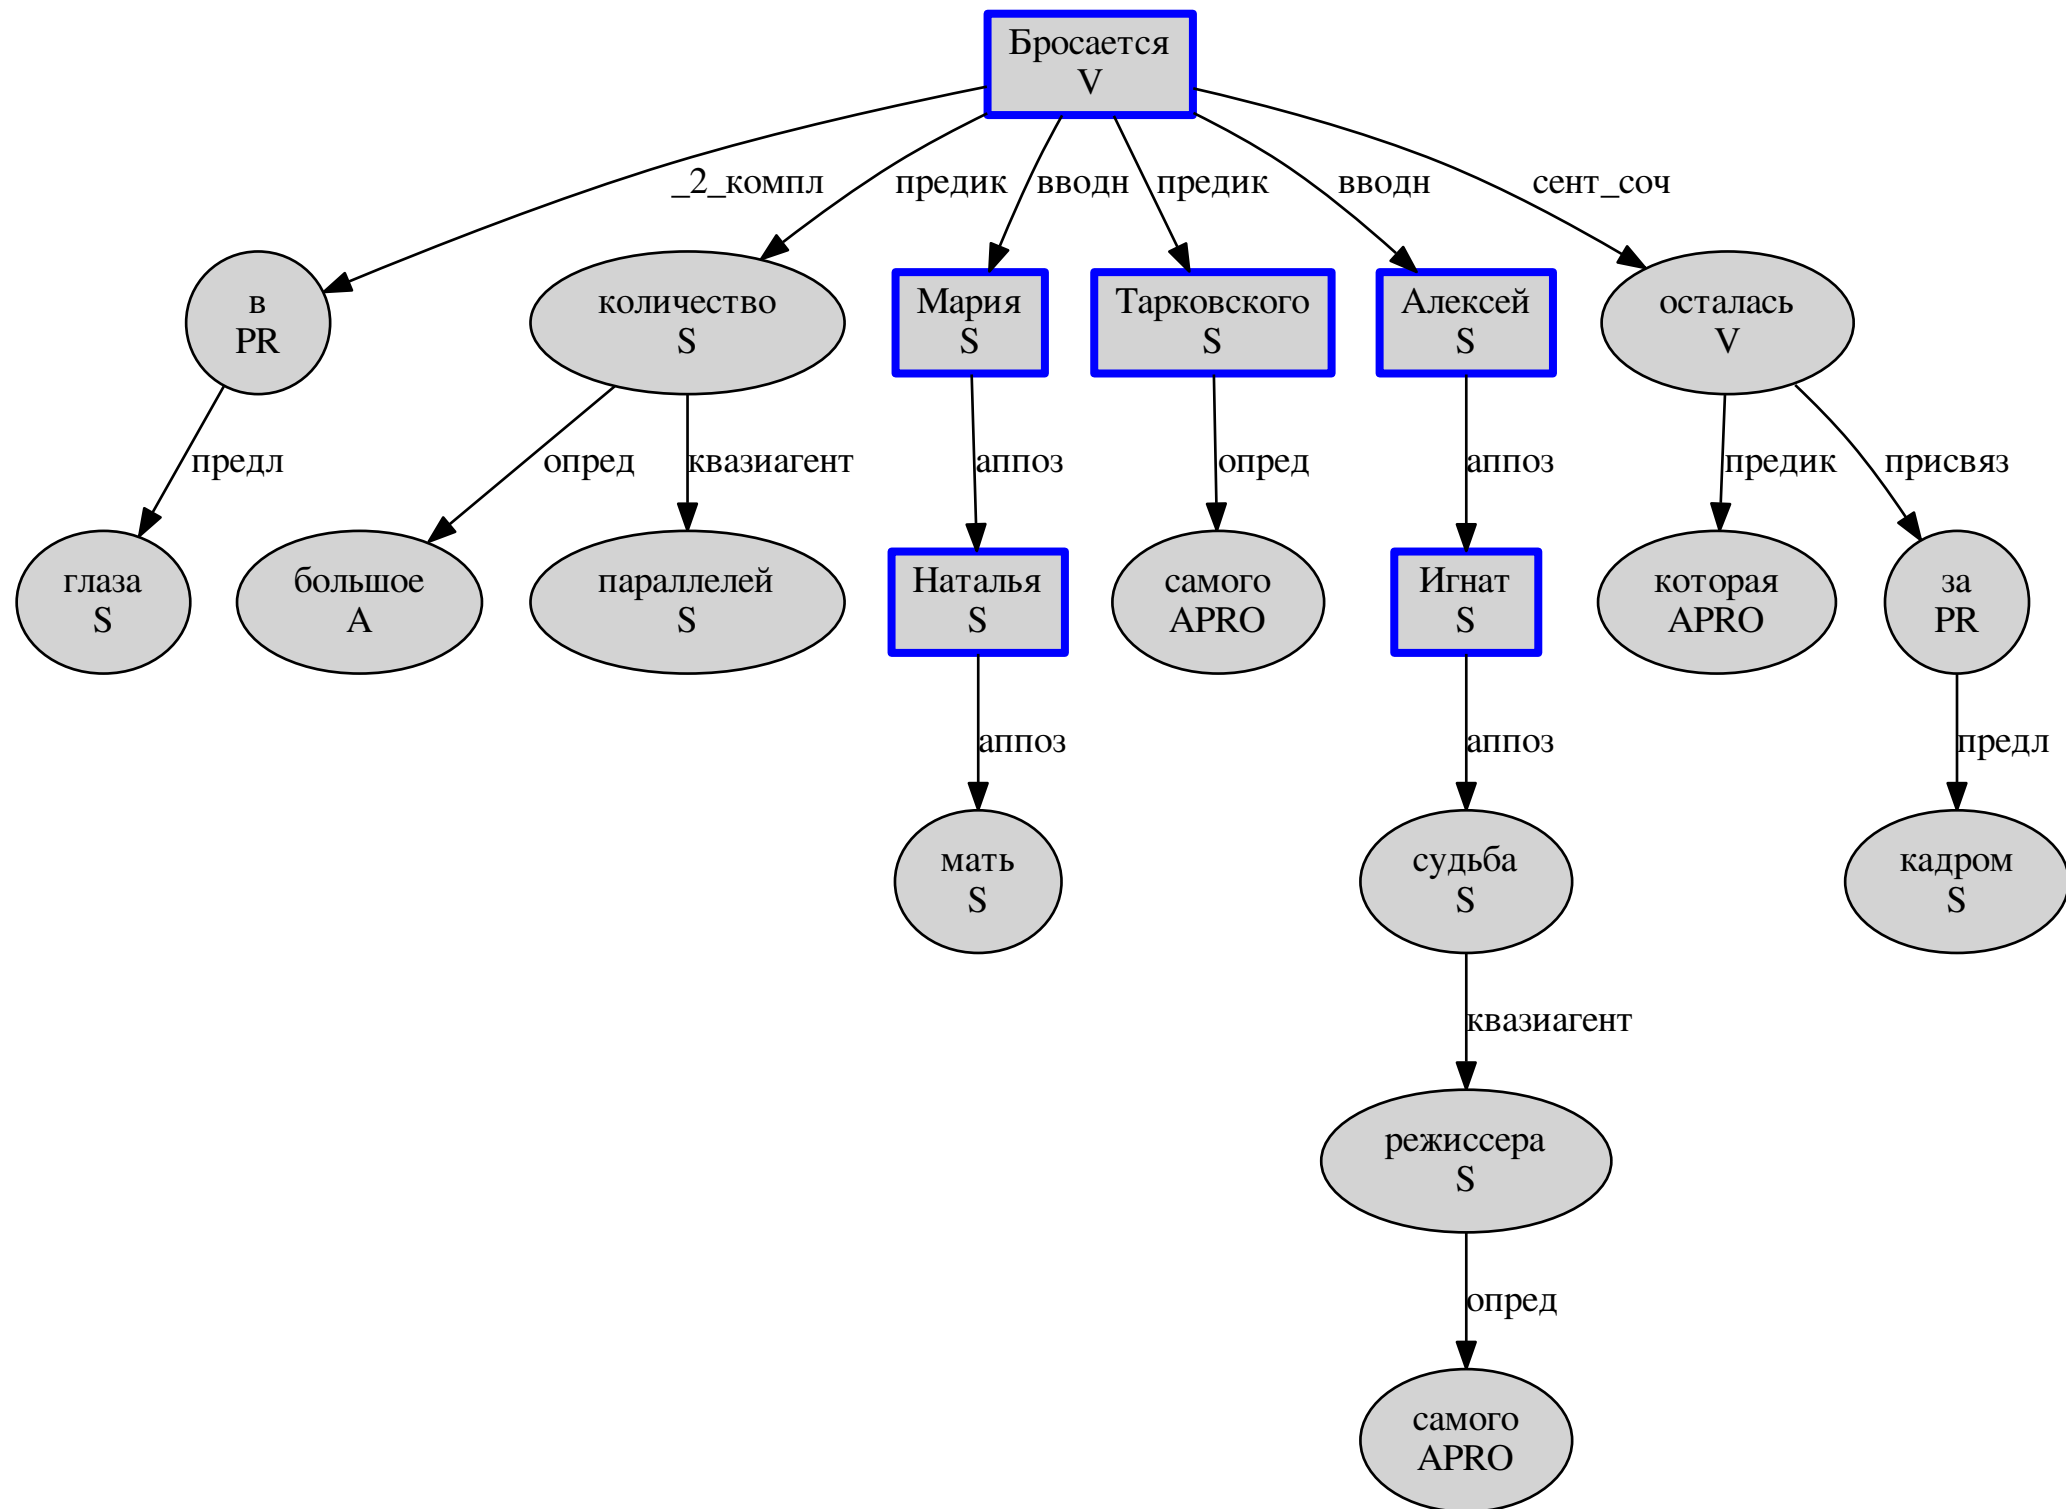 Бросается
V
_2_компл
предик
вводн
предик
вводн
сент_соч
в
PR
количество
S
Мария
S
Тарковского
S
Алексей
S
осталась
V
предл
опред
квазиагент
аппоз
опред
аппоз
предик
присвяз
глаза
S
большое
A
параллелей
S
Наталья
S
самого
APRO
Игнат
S
которая
APRO
за
PR
аппоз
аппоз
предл
мать
S
судьба
S
кадром
S
квазиагент
режиссера
S
опред
самого
APRO